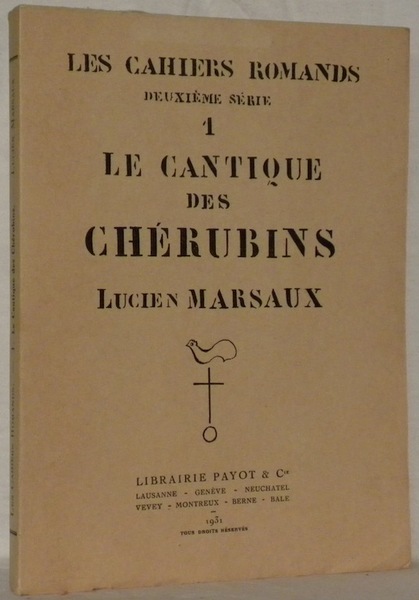 LES CAHIERS ROMANDS
DEUXIÈME SÉRIE
1
LE CANTIQUE
DES
CHÉRUBINS
LUCIEN MARSAUX
LIBRAIRIE PAYOT & Cie
LAUSANNE - GENÈVE - NEUCHATEL
VEVEY - MONTREUX - BERNE - BALE
1931
TOUS DROITS RÉSERVÉS